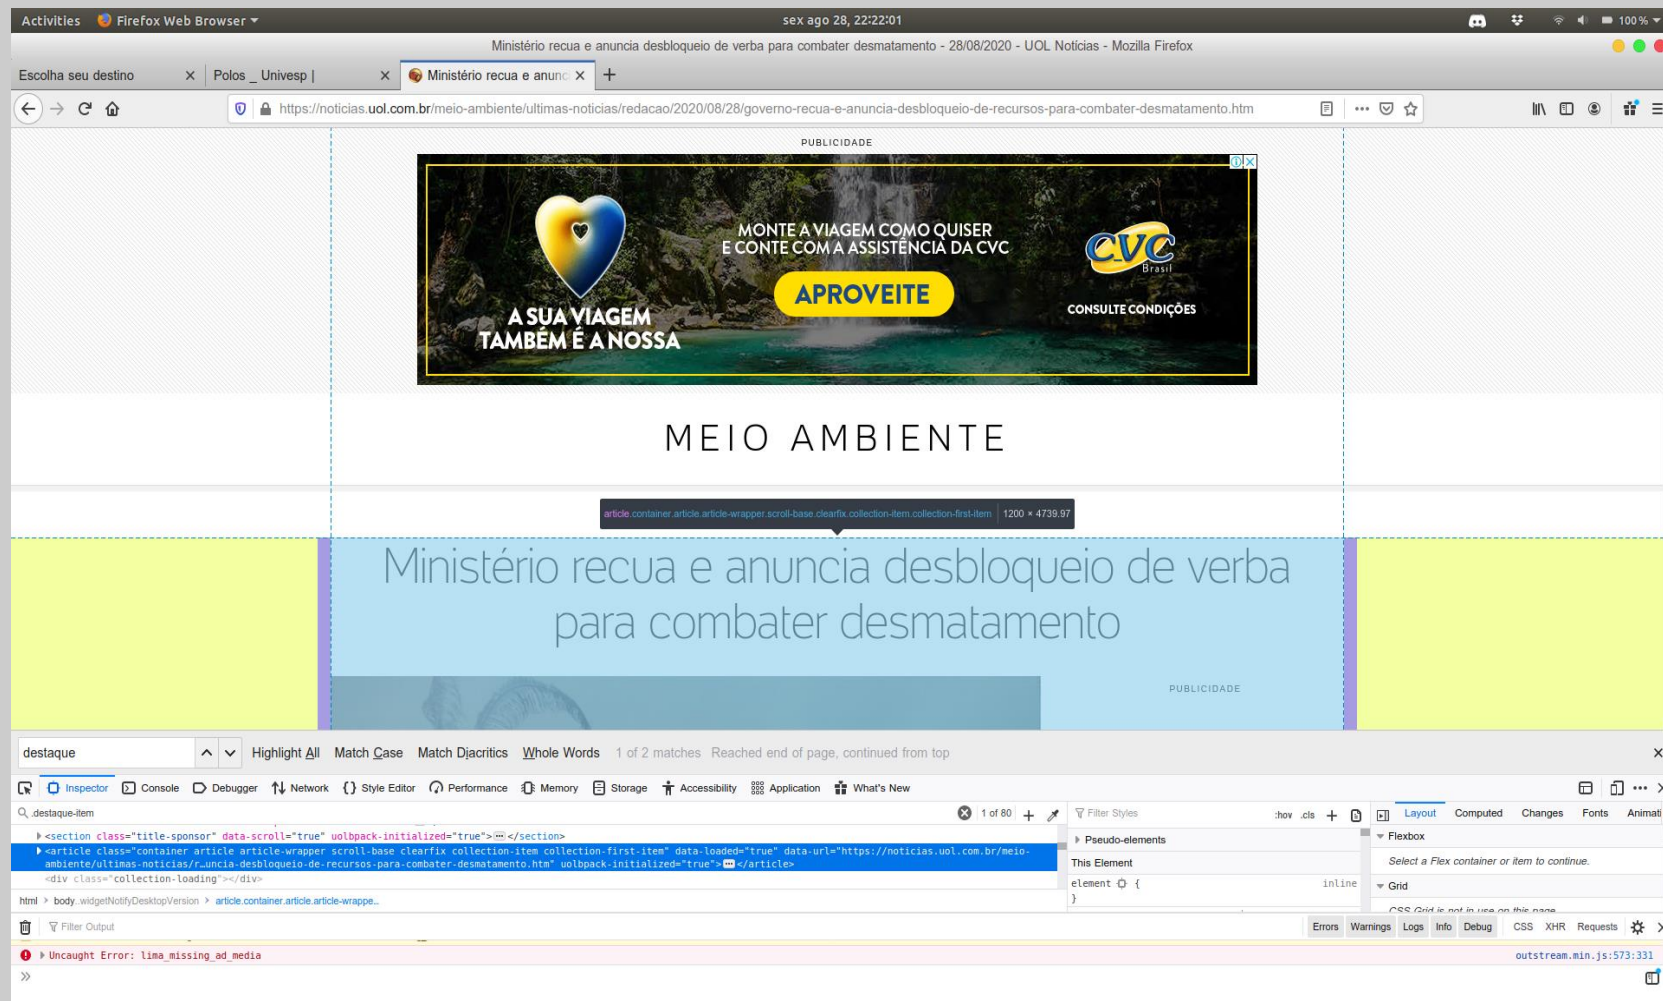 Activities Firefox Web Browser sex ago 28, 22:22:01 100 %
Ministério recua e anuncia desbloqueio de verba para combater desmatamento - 28/08/2020 - UOL Notícias - Mozilla Firefox
Escolha seu destino Polos _ Univesp | Ministério recua e anunc
https://noticias.uol.com.br/meio-ambiente/ultimas-noticias/redacao/2020/08/28/governo-recua-e-anuncia-desbloqueio-de-recursos-para-combater-desmatamento.htm
PUBLICIDADE
MONTE A VIAGEM COMO QUISER
E CONTE COM A ASSISTÊNCIA DA CVC
CVC
Brasil
APROVEITE
A SUA VIAGEM
TAMBÉM É A NOSSA
CONSULTE CONDIÇÕES
MEIO AMBIENTE
article.container.article.article-wrapper.scroll-base.clearfix.collection-item.collection-first-item 1200 × 4739.97
Ministério recua e anuncia desbloqueio de verba
para combater desmatamento
PUBLICIDADE
destaque Highlight All Match Case Match Diacritics Whole Words 1 of 2 matches Reached end of page, continued from top
Inspector Console Debugger Network Style Editor Performance Memory Storage Accessibility Application What's New
.destaque-item 1 of 80 + Filter Styles :hov .cls + Layout Computed Changes Fonts Animati
<section class="title-sponsor" data-scroll="true" uolbpack-initialized="true"></section>
<article class="container article article-wrapper scroll-base clearfix collection-item collection-first-item" data-loaded="true" data-url="https://noticias.uol.com.br/meio-
ambiente/ultimas-noticias/r…uncia-desbloqueio-de-recursos-para-combater-desmatamento.htm" uolbpack-initialized="true"></article>
<div class="collection-loading"></div>
html > body..widgetNotifyDesktopVersion > article.container.article.article-wrappe…
Pseudo-elements
This Element
element { inline
}
Flexbox
Select a Flex container or item to continue.
Grid
CSS Grid is not in use on this page
Filter Output Errors Warnings Logs Info Debug CSS XHR Requests
Uncaught Error: lima_missing_ad_media outstream.min.js:573:331
»